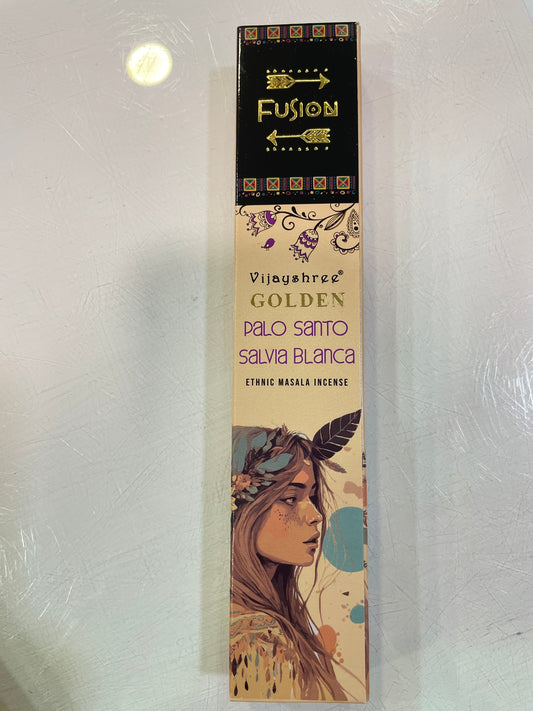 FUSION
Vijayshree®
GOLDEN
PALO SANTO
SALVIA BLANCA
ETHNIC MASALA INCENSE